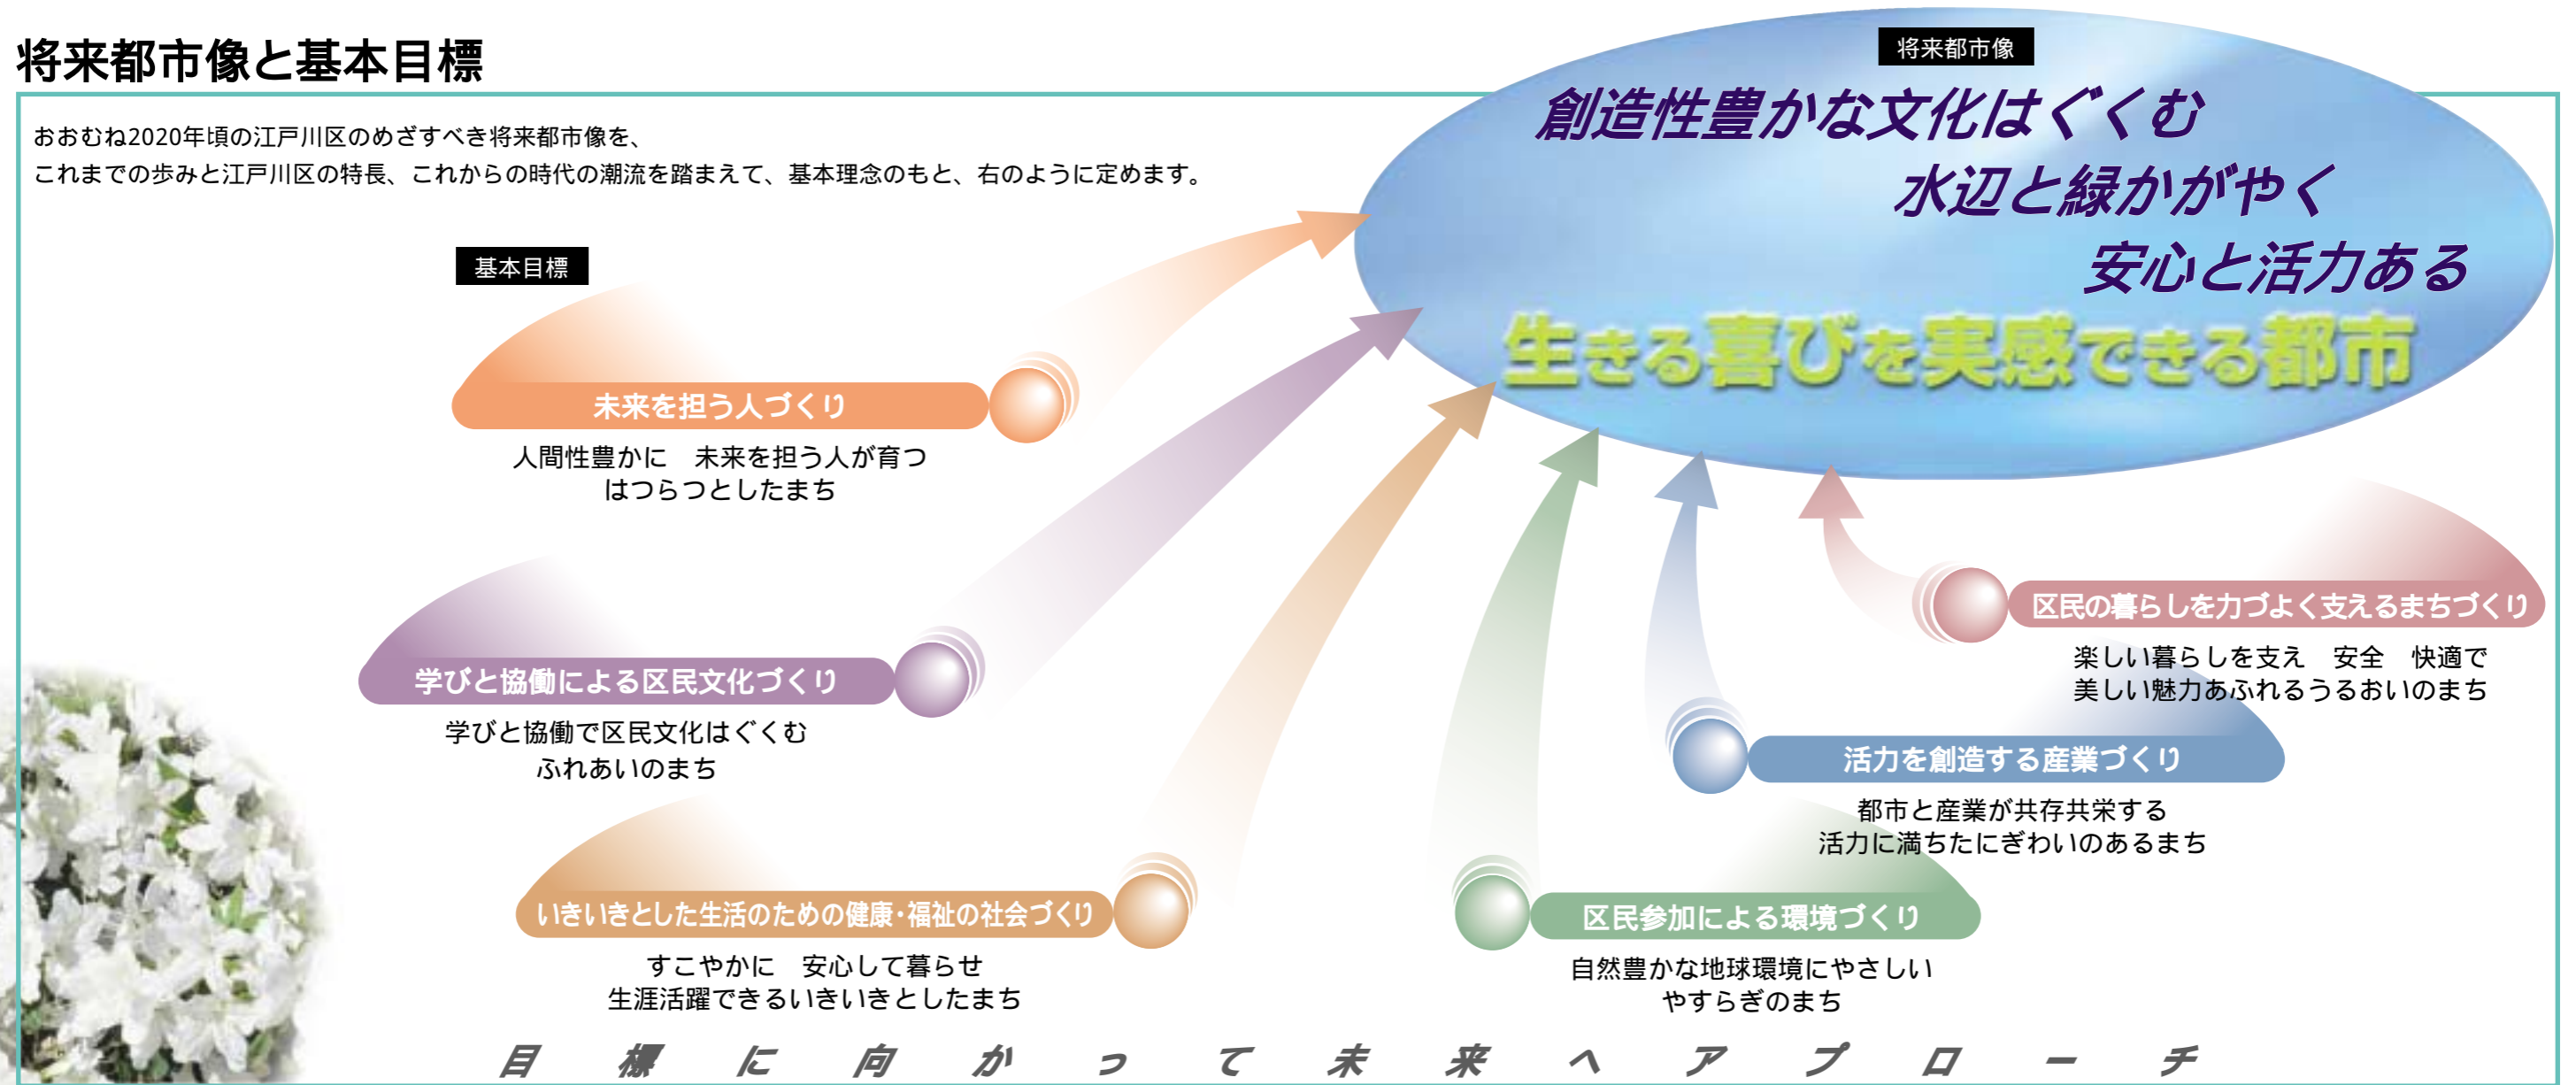 将来都市像と基本目標
おおむね2020年頃の江戸川区のめざすべき将来都市像を、
これまでの歩みと江戸川区の特長、これからの時代の潮流を踏まえて、基本理念のもと、右のように定めます。
将来都市像
創造性豊かな文化はぐくむ
水辺と緑かがやく
安心と活力ある
生きる喜びを実感できる都市
基本目標
未来を担う人づくり
人間性豊かに　未来を担う人が育つ
はつらつとしたまち
学びと協働による区民文化づくり
学びと協働で区民文化はぐくむ
ふれあいのまち
いきいきとした生活のための健康・福祉の社会づくり
すこやかに　安心して暮らせ
生涯活躍できるいきいきとしたまち
区民参加による環境づくり
自然豊かな地球環境にやさしい
やすらぎのまち
活力を創造する産業づくり
都市と産業が共存共栄する
活力に満ちたにぎわいのあるまち
区民の暮らしを力づよく支えるまちづくり
楽しい暮らしを支え　安全　快適で
美しい魅力あふれるうるおいのまち
目標に向かって未来へアプローチ